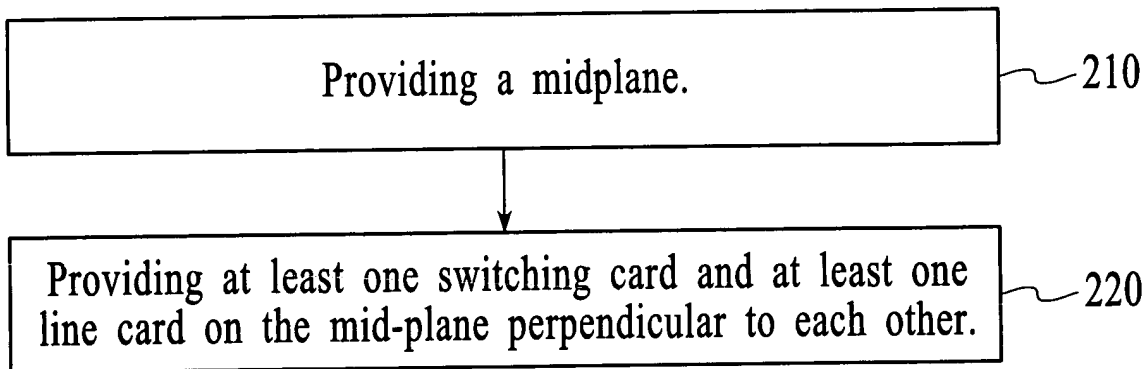 Providing a midplane.
210
Providing at least one switching card and at least one
line card on the mid-plane perpendicular to each other.
220